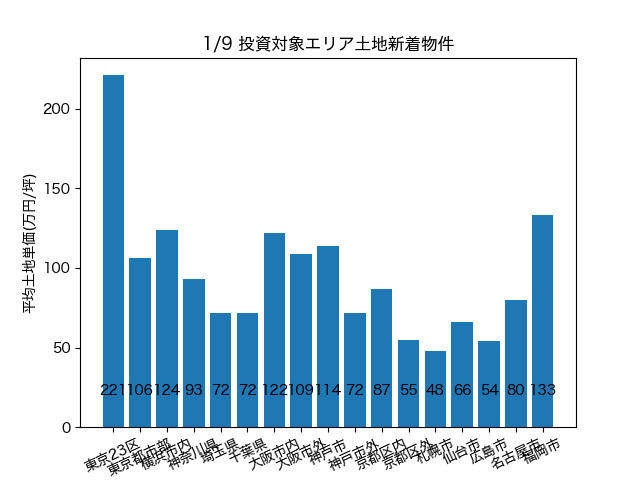 1/9 投資対象エリア土地新着物件
平均土地単価(万円/坪)
200
150
100
50
0
221 106 124 93 72 72 122 109 114 72 87 55 48 66 54 80 133
東京23区
東京都市部
横浜市内
神奈川県
埼玉県
千葉県
大阪市内
大阪市外
神戸市
神戸市外
京都区内
京都区外
札幌市
仙台市
広島市
名古屋市
福岡市